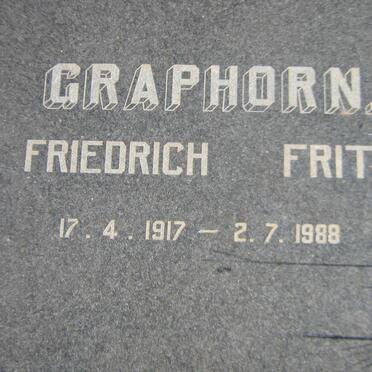 GRAPHORN
FRIEDRICH FRIT
17.4.1917 – 2.7.1988